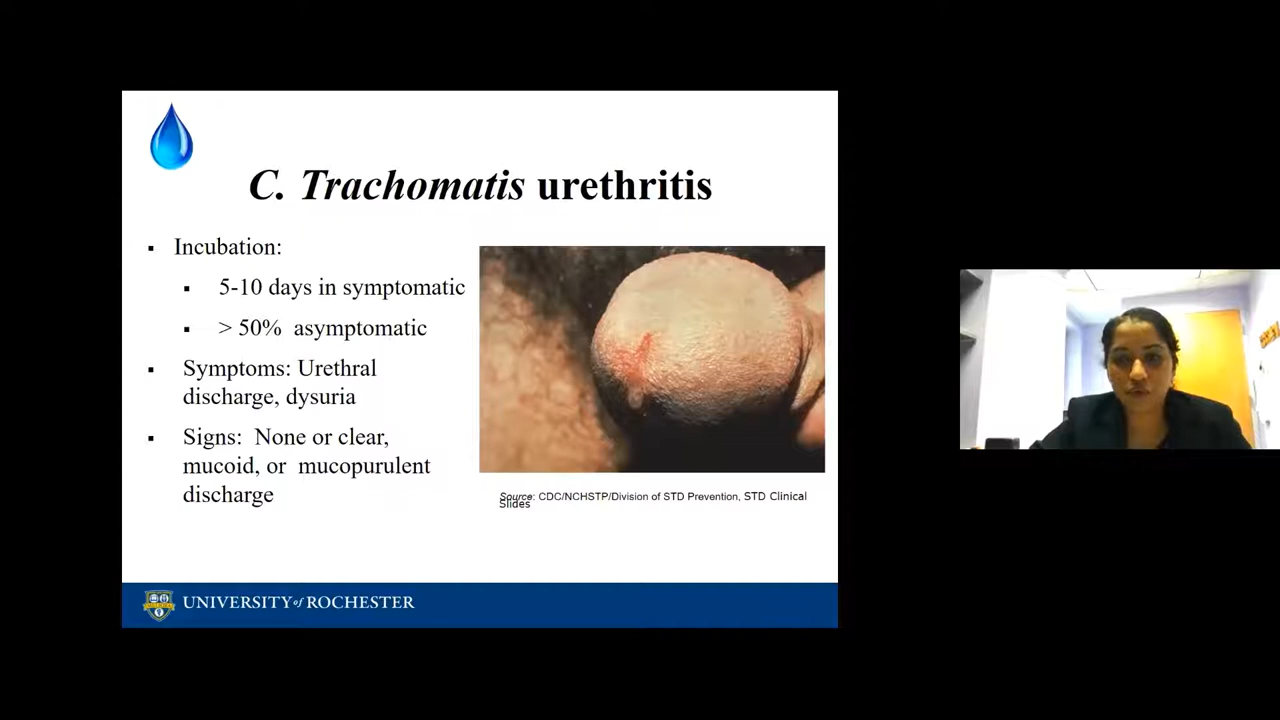 C. Trachomatis urethritis
▪ Incubation:
▪ 5-10 days in symptomatic
▪ > 50% asymptomatic
▪ Symptoms: Urethral
discharge, dysuria
▪ Signs: None or clear,
mucoid, or mucopurulent
discharge
Source: CDC/NCHSTP/Division of STD Prevention, STD Clinical
Slides
UNIVERSITY of ROCHESTER